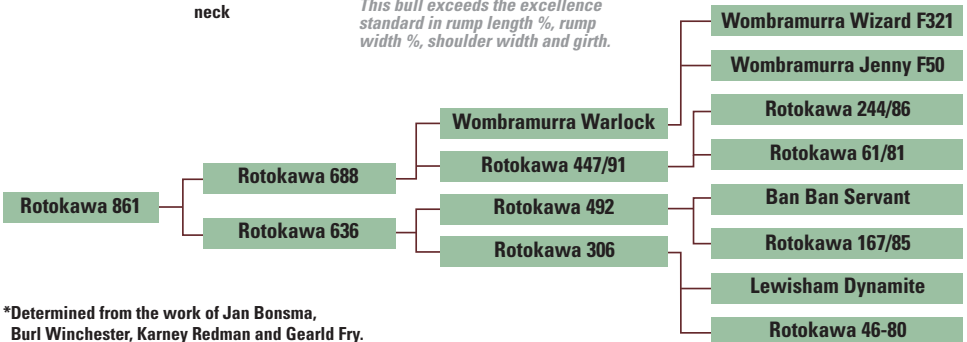 neck
This bull exceeds the excellence
standard in rump length %, rump
width %, shoulder width and girth.
Wombramurra Wizard F321
Wombramurra Jenny F50
Wombramurra Warlock
Rotokawa 244/86
Rotokawa 447/91
Rotokawa 61/81
Rotokawa 688
Rotokawa 861
Rotokawa 636
Rotokawa 492
Ban Ban Servant
Rotokawa 306
Rotokawa 167/85
Lewisham Dynamite
Rotokawa 46-80
*Determined from the work of Jan Bonsma,
Burl Winchester, Karney Redman and Gearld Fry.